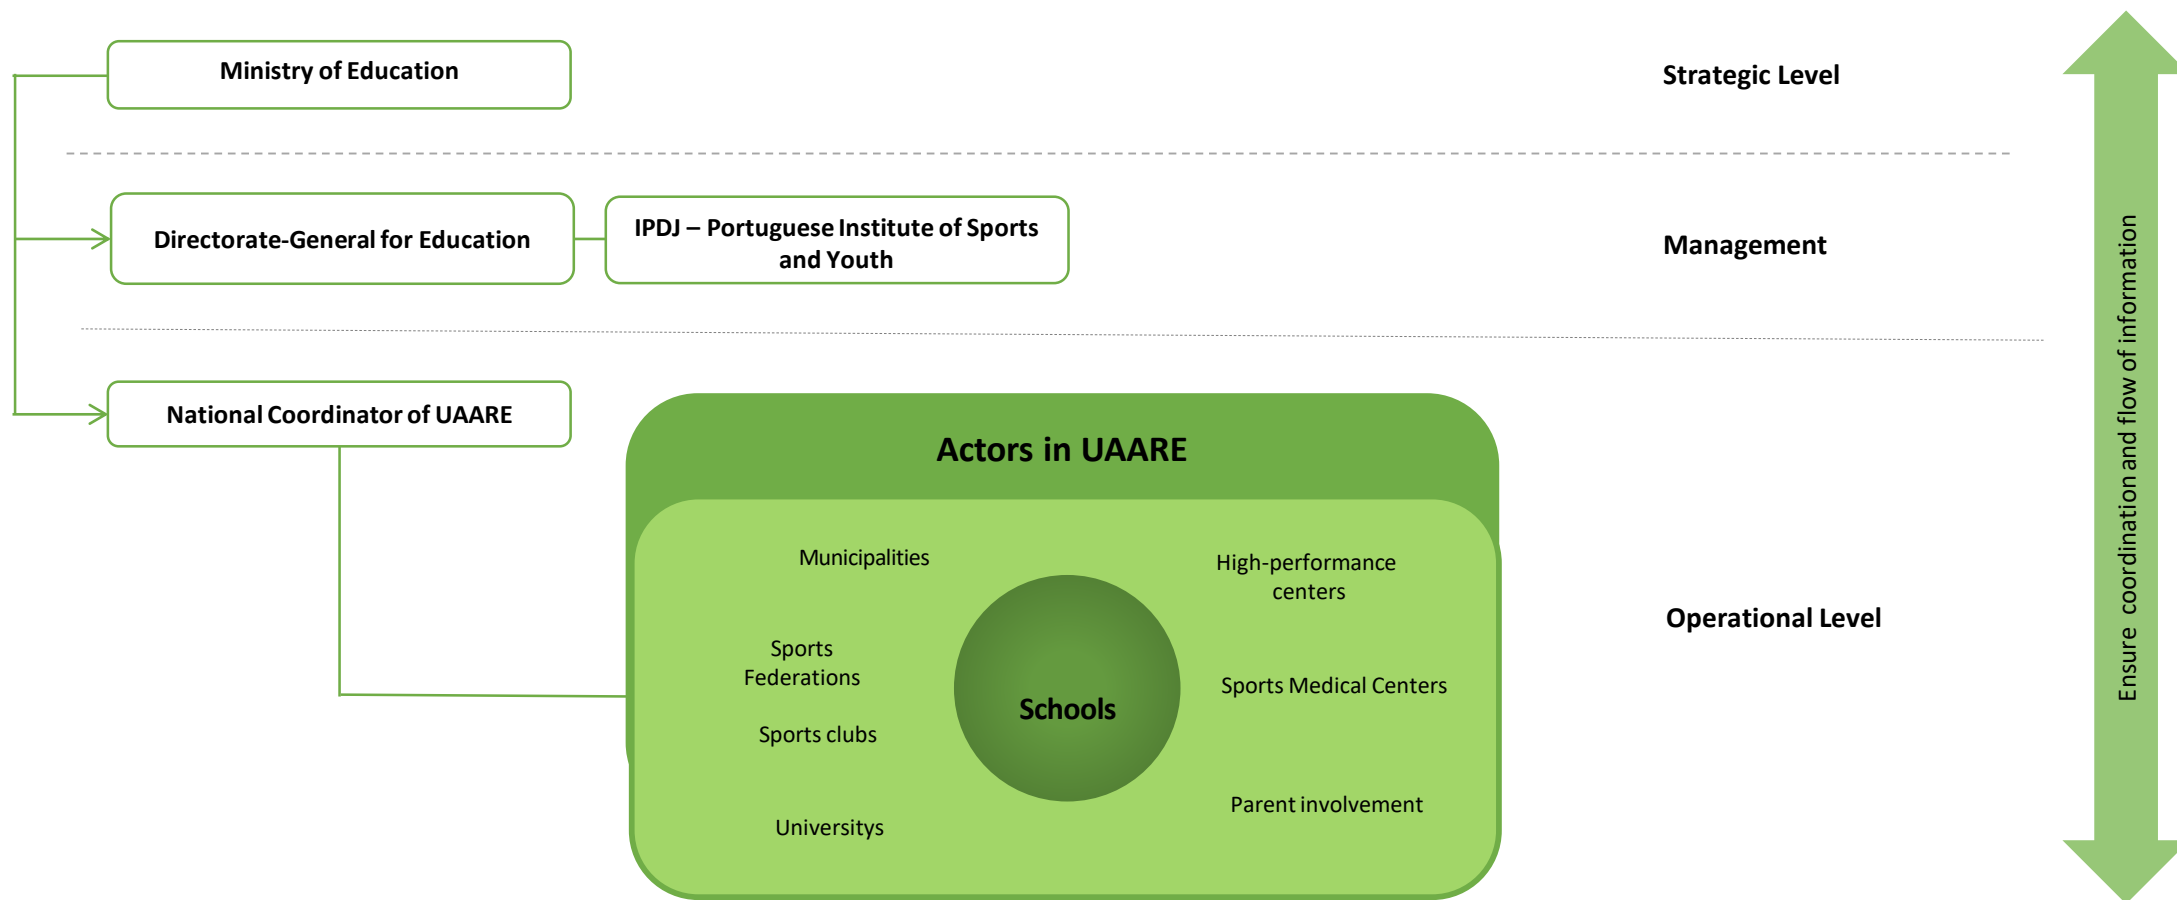 Ministry of Education
Strategic Level
Directorate-General for Education
IPDJ – Portuguese Institute of Sports
and Youth
Management
National Coordinator of UAARE
Actors in UAARE
Municipalities
High-performance
centers
Sports
Federations
Sports clubs
Universitys
Schools
Sports Medical Centers
Parent involvement
Operational Level
Ensure coordination and flow of information